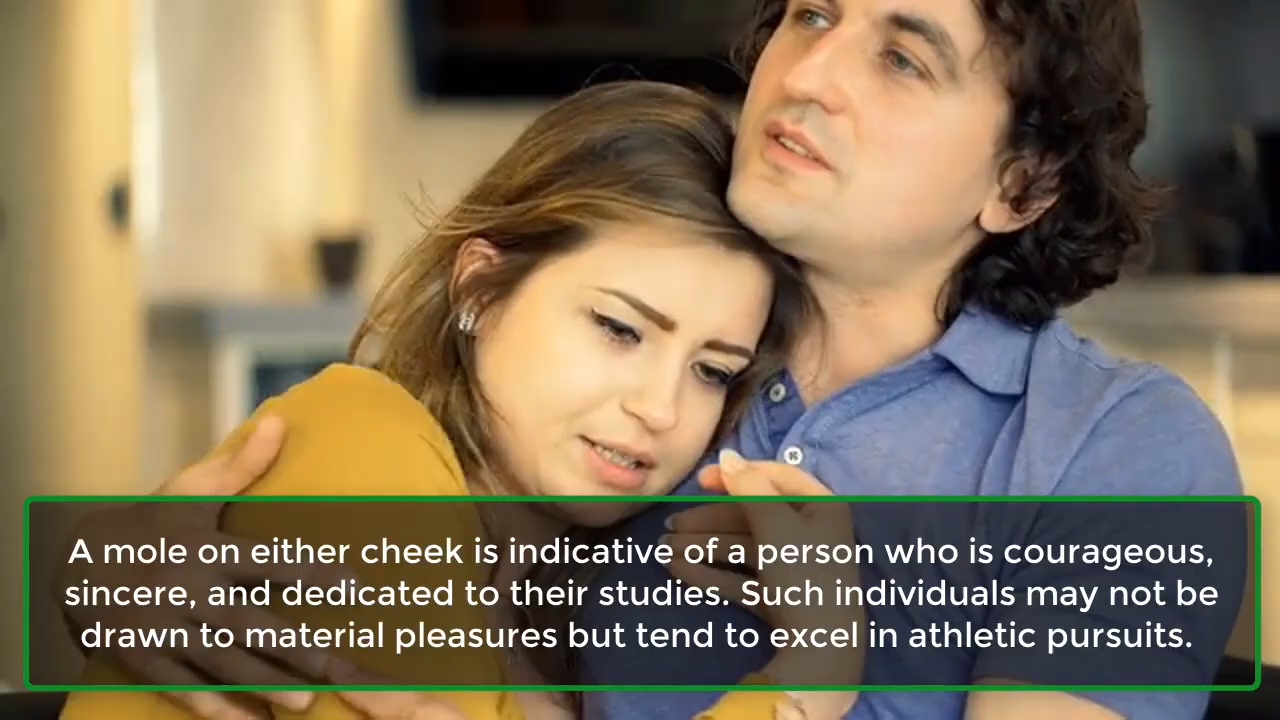 A mole on either cheek is indicative of a person who is courageous,
sincere, and dedicated to their studies. Such individuals may not be
drawn to material pleasures but tend to excel in athletic pursuits.